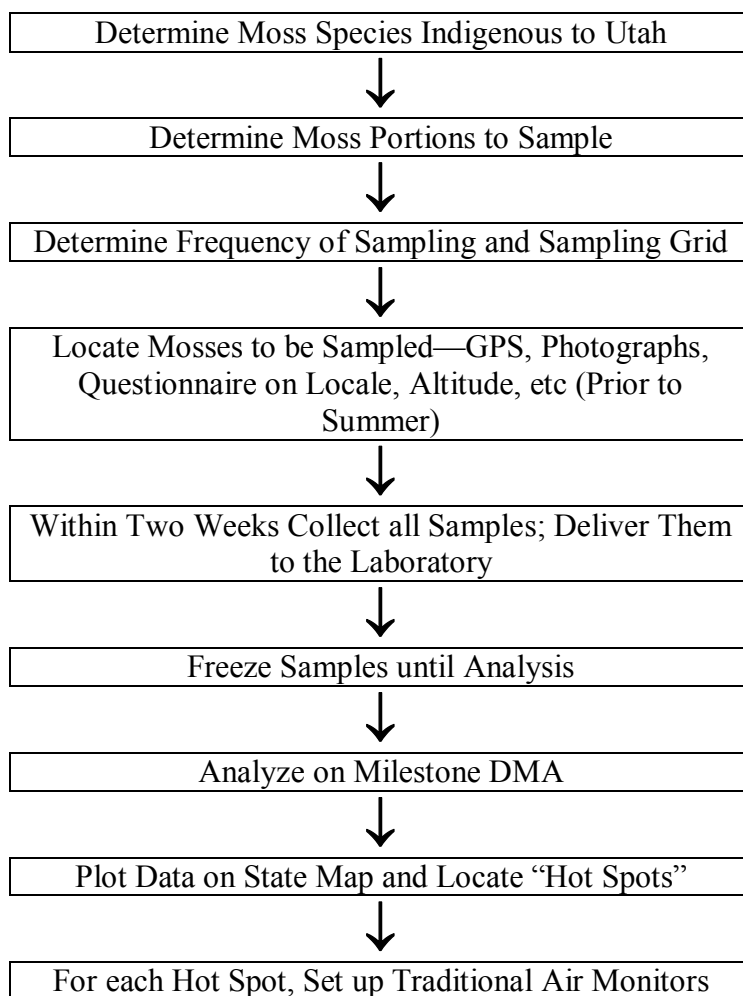 Determine Moss Species Indigenous to Utah
Determine Moss Portions to Sample
Determine Frequency of Sampling and Sampling Grid
Locate Mosses to be Sampled—GPS, Photographs,
Questionnaire on Locale, Altitude, etc (Prior to
Summer)
Within Two Weeks Collect all Samples; Deliver Them
to the Laboratory
Freeze Samples until Analysis
Analyze on Milestone DMA
Plot Data on State Map and Locate “Hot Spots”
For each Hot Spot, Set up Traditional Air Monitors